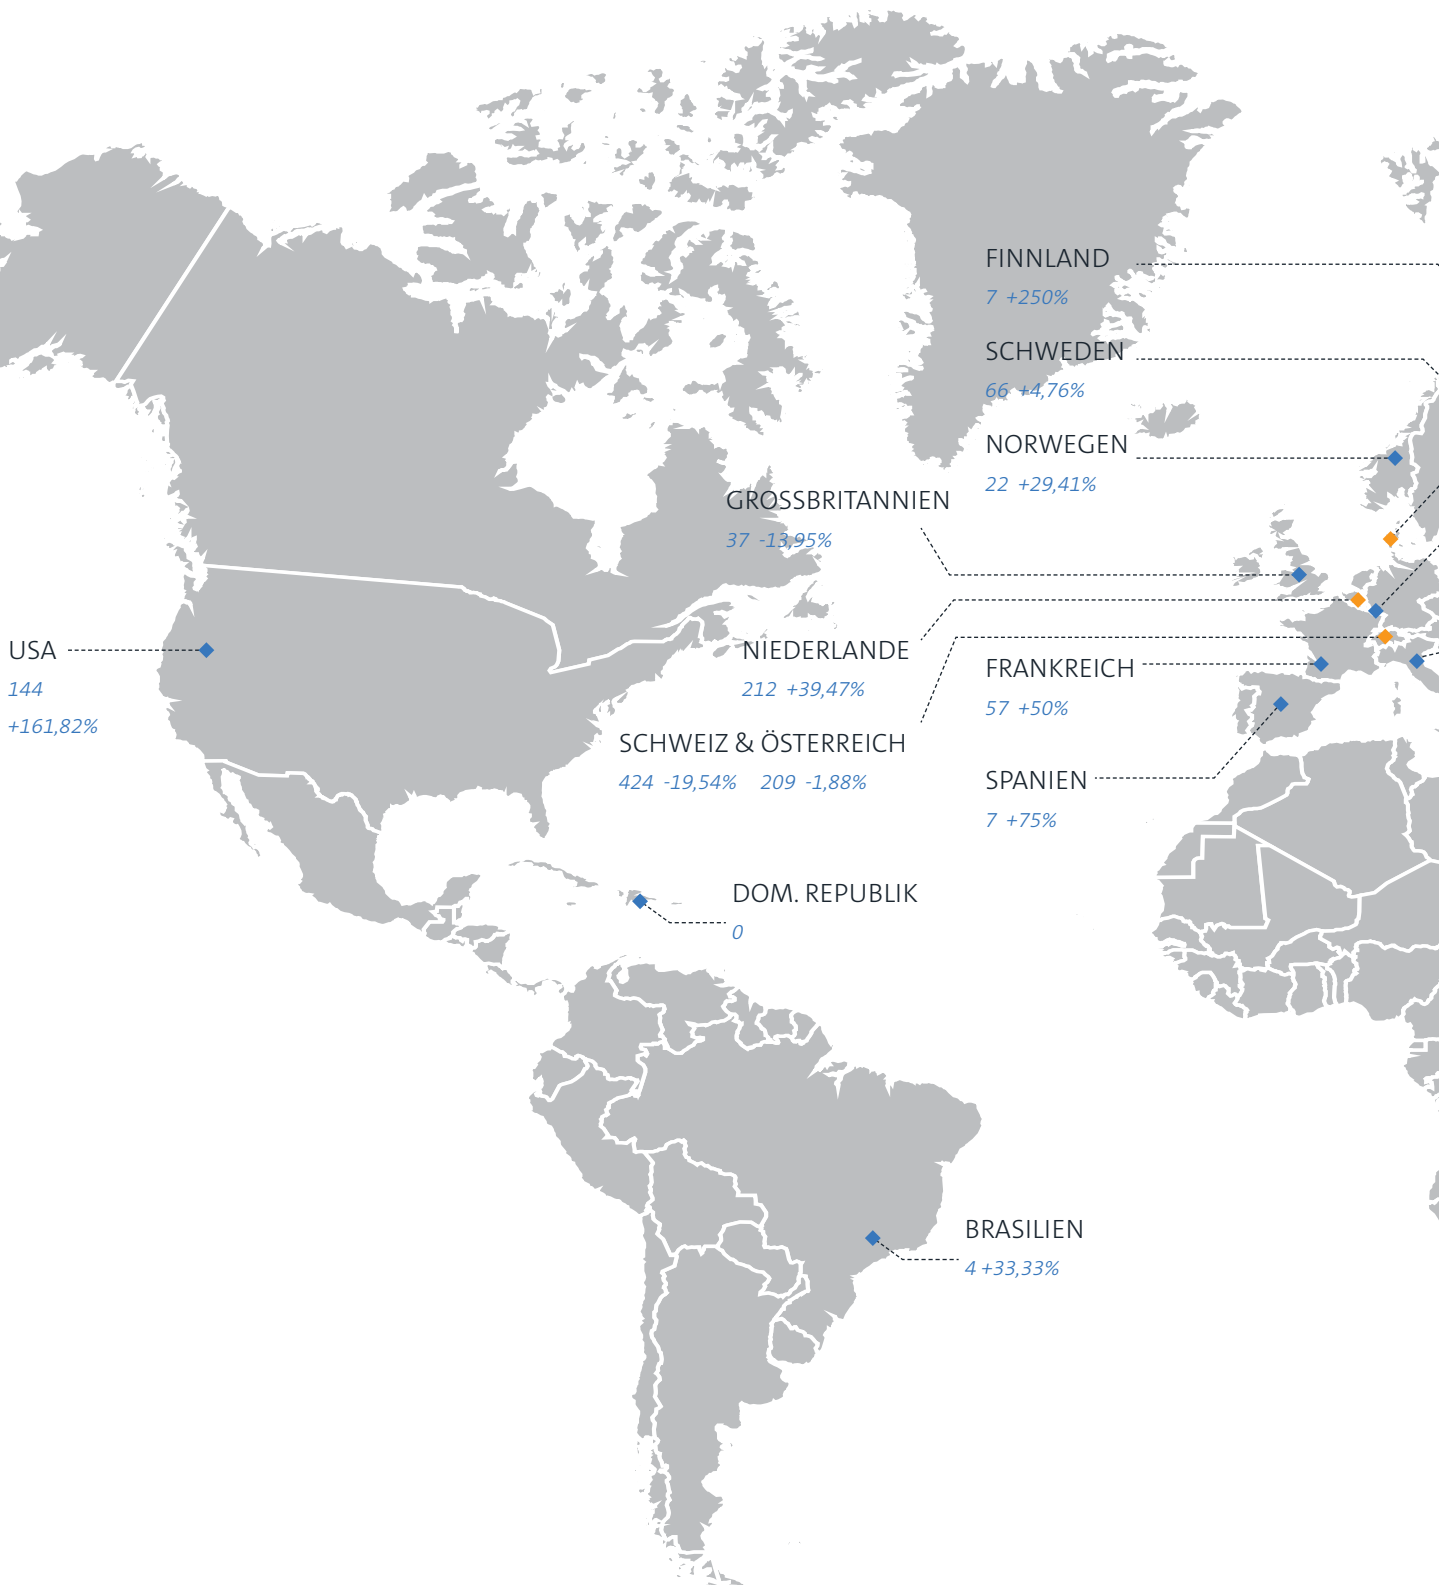 FINNLAND
7 +250%
SCHWEDEN
66 +4,76%
NORWEGEN
22 +29,41%
GROSSBRITANNIEN
37 -13,95%
USA
144
+161,82%
NIEDERLANDE
212 +39,47%
FRANKREICH
57 +50%
SCHWEIZ & ÖSTERREICH
424 -19,54% 209 -1,88%
SPANIEN
7 +75%
DOM. REPUBLIK
0
BRASILIEN
4 +33,33%